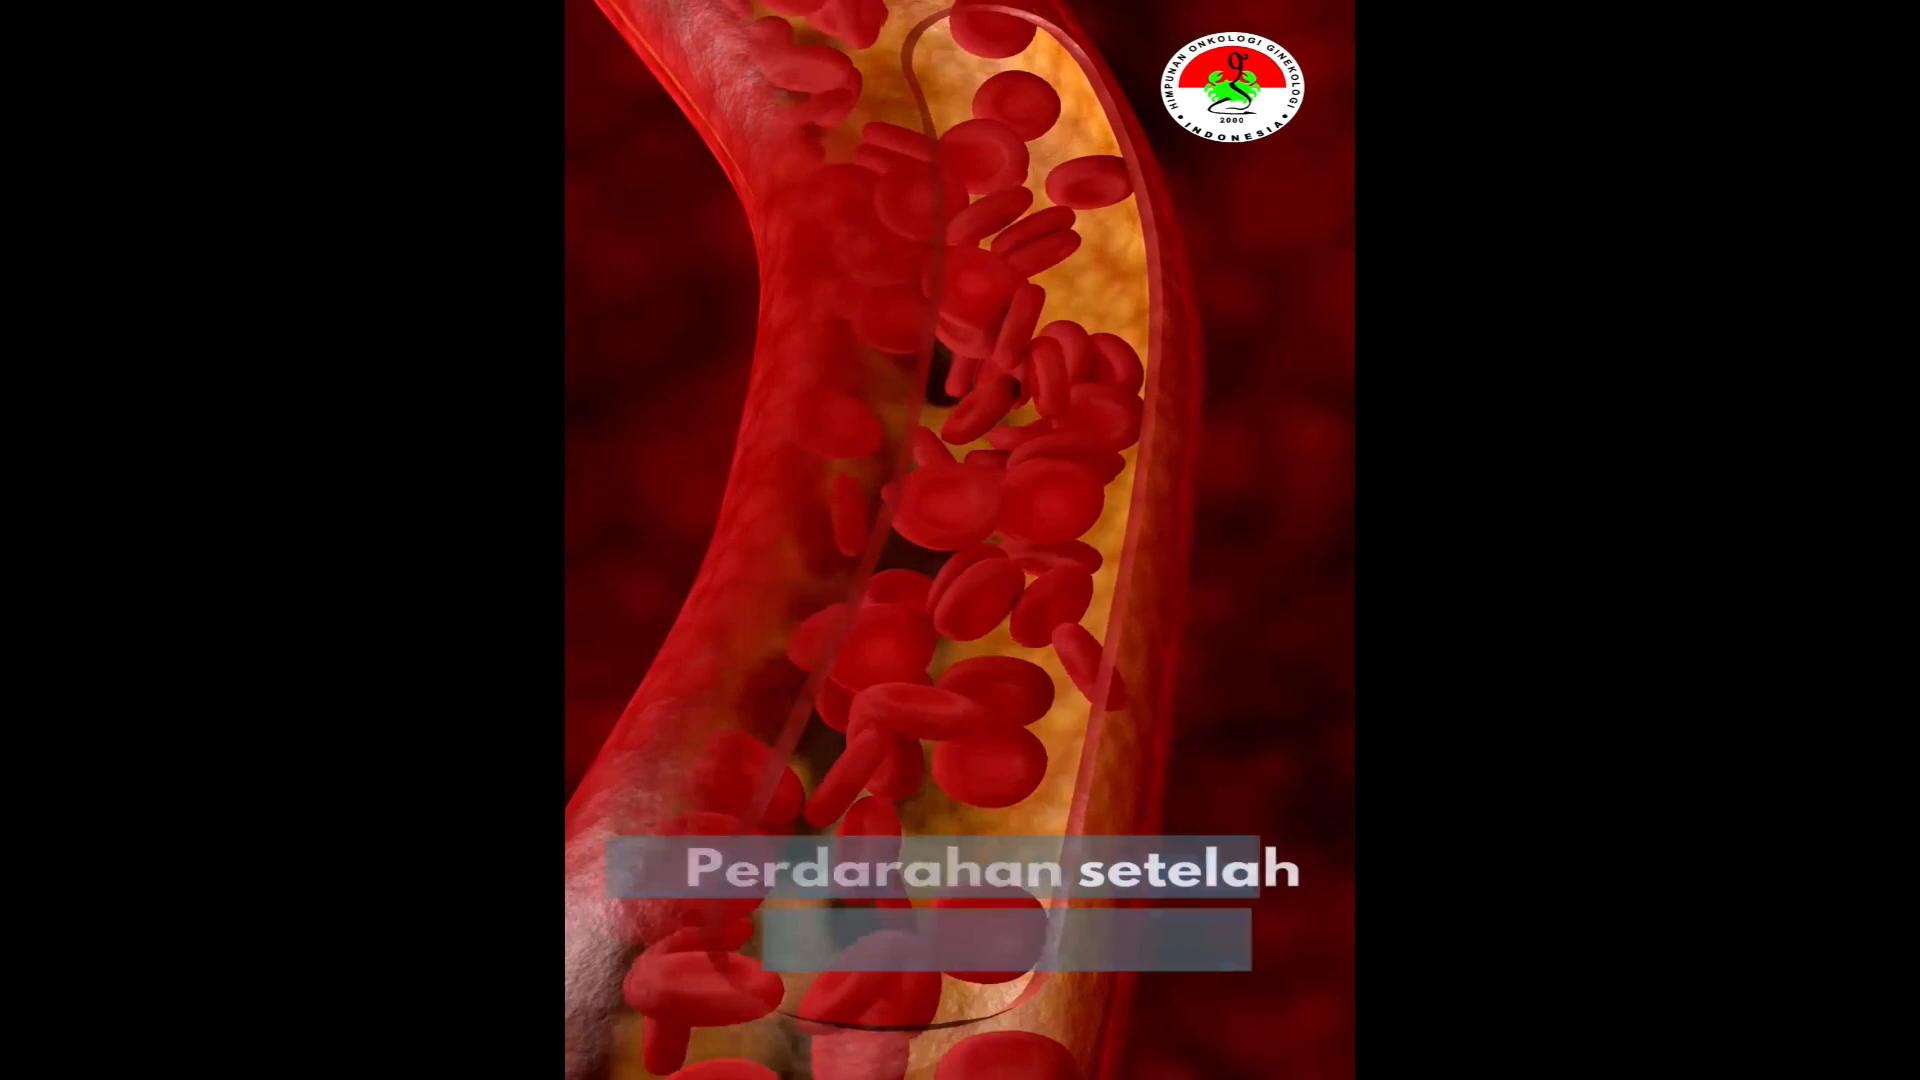 HIMPUNAN ONKOLOGI GINEKOLOGI
2000
• INDONESIA •
Perdarahan setelah